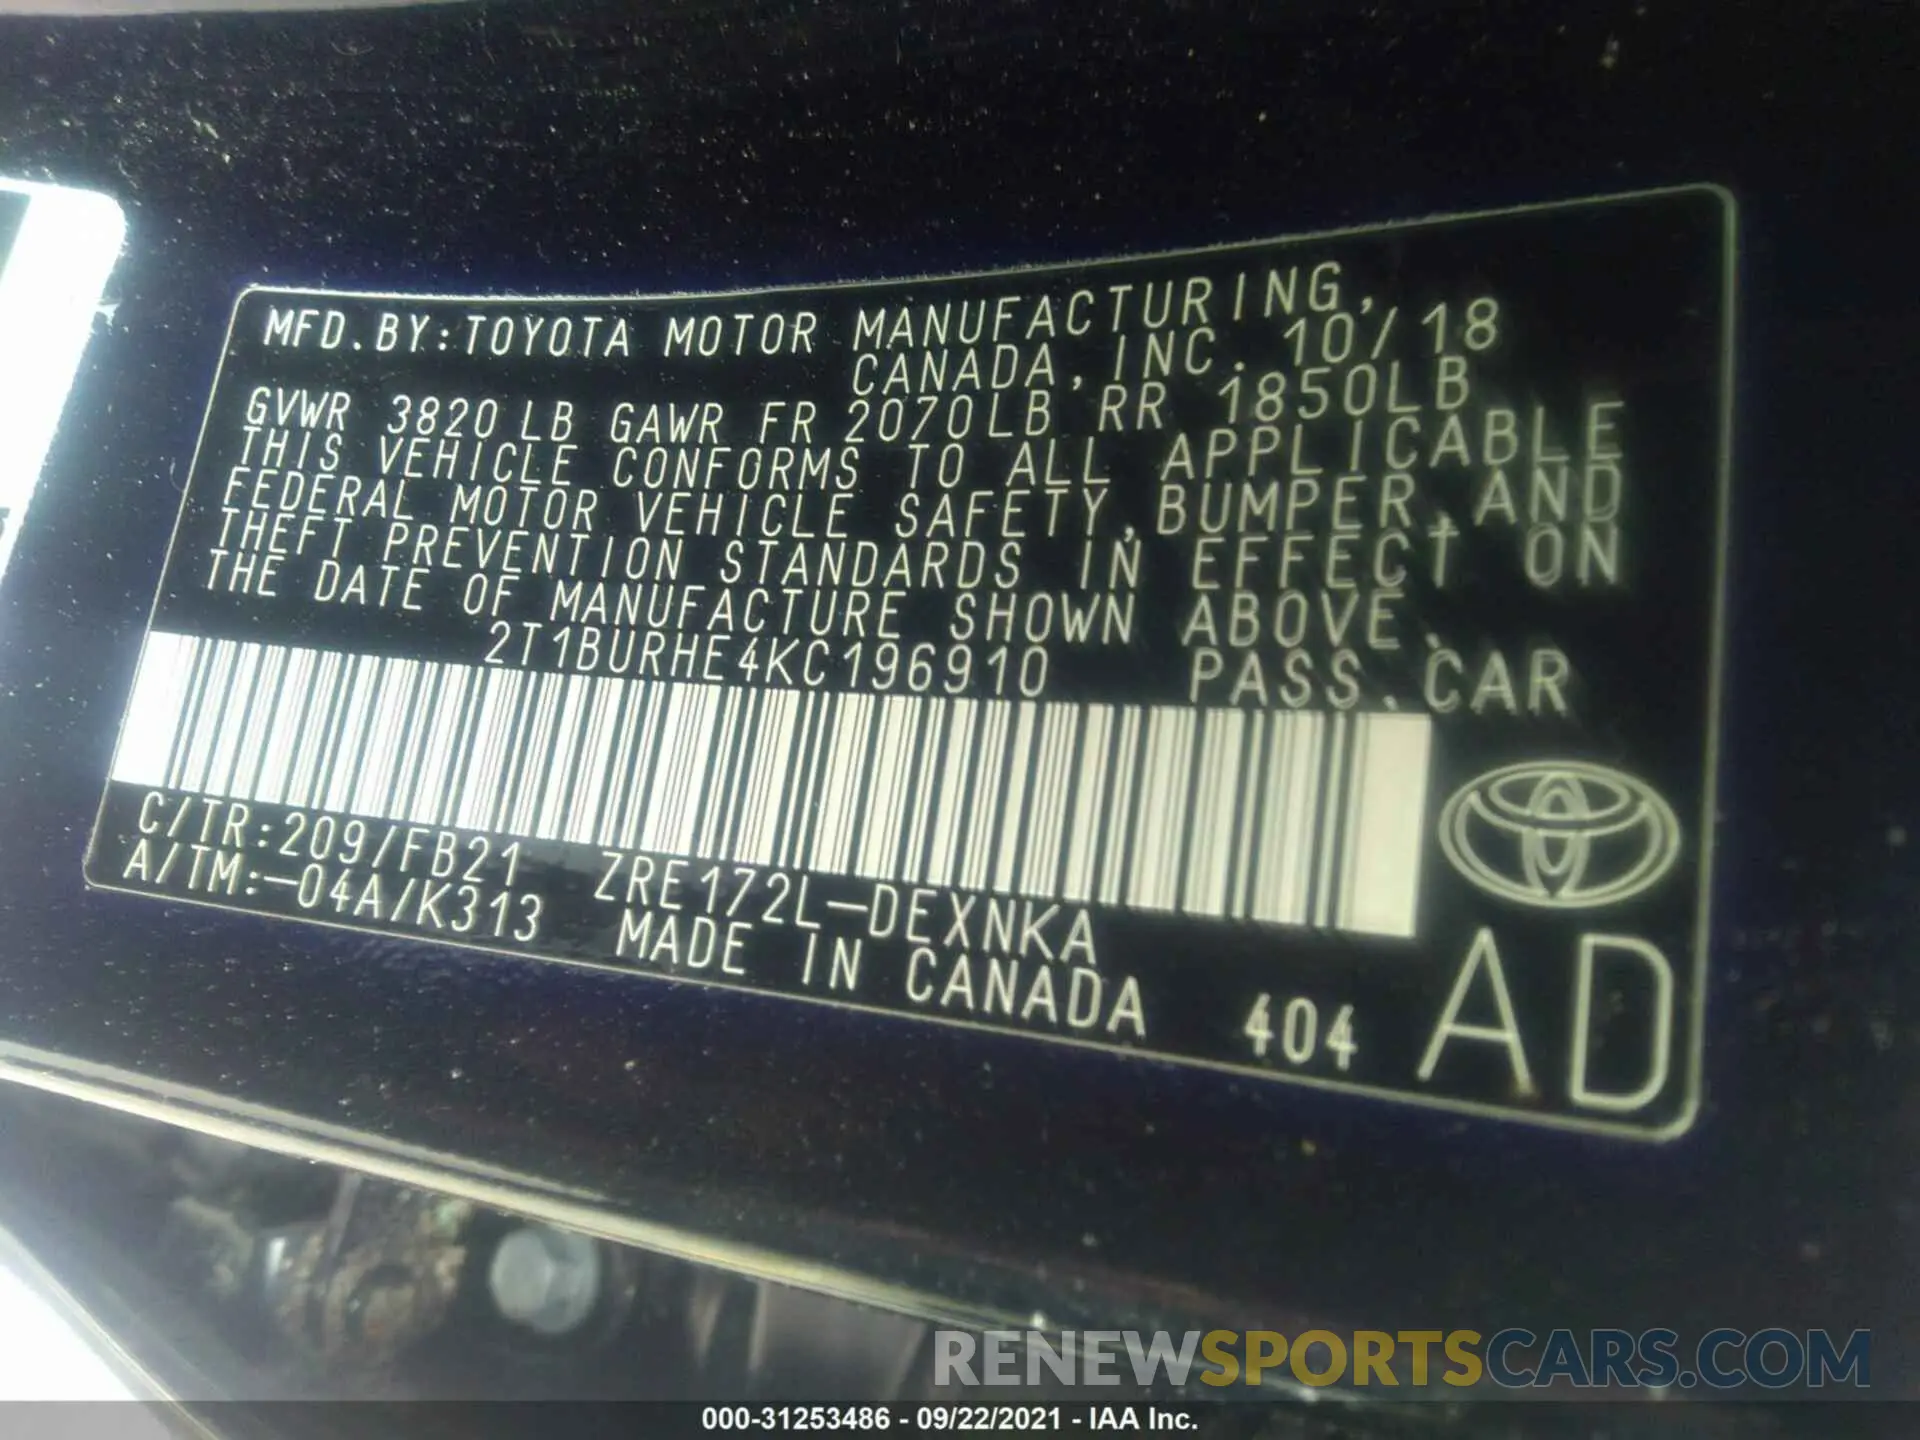 MFD.BY:TOYOTA MOTOR MANUFACTURING,
CANADA,INC. 10/18
GVWR 3820LB GAWR FR 2070LB RR 1850LB
THIS VEHICLE CONFORMS TO ALL APPLICABLE
FEDERAL MOTOR VEHICLE SAFETY,BUMPER,AND
THEFT PREVENTION STANDARDS IN EFFECT ON
THE DATE OF MANUFACTURE SHOWN ABOVE.
2T1BURHE4KC196910 PASS.CAR
C/TR:209/FB21 ZRE172L-DEXNKA
A/TM:-04A/K313 MADE IN CANADA 404 AD
RENEWSPORTSCARS.COM
000-31253486 - 09/22/2021 - IAA Inc.